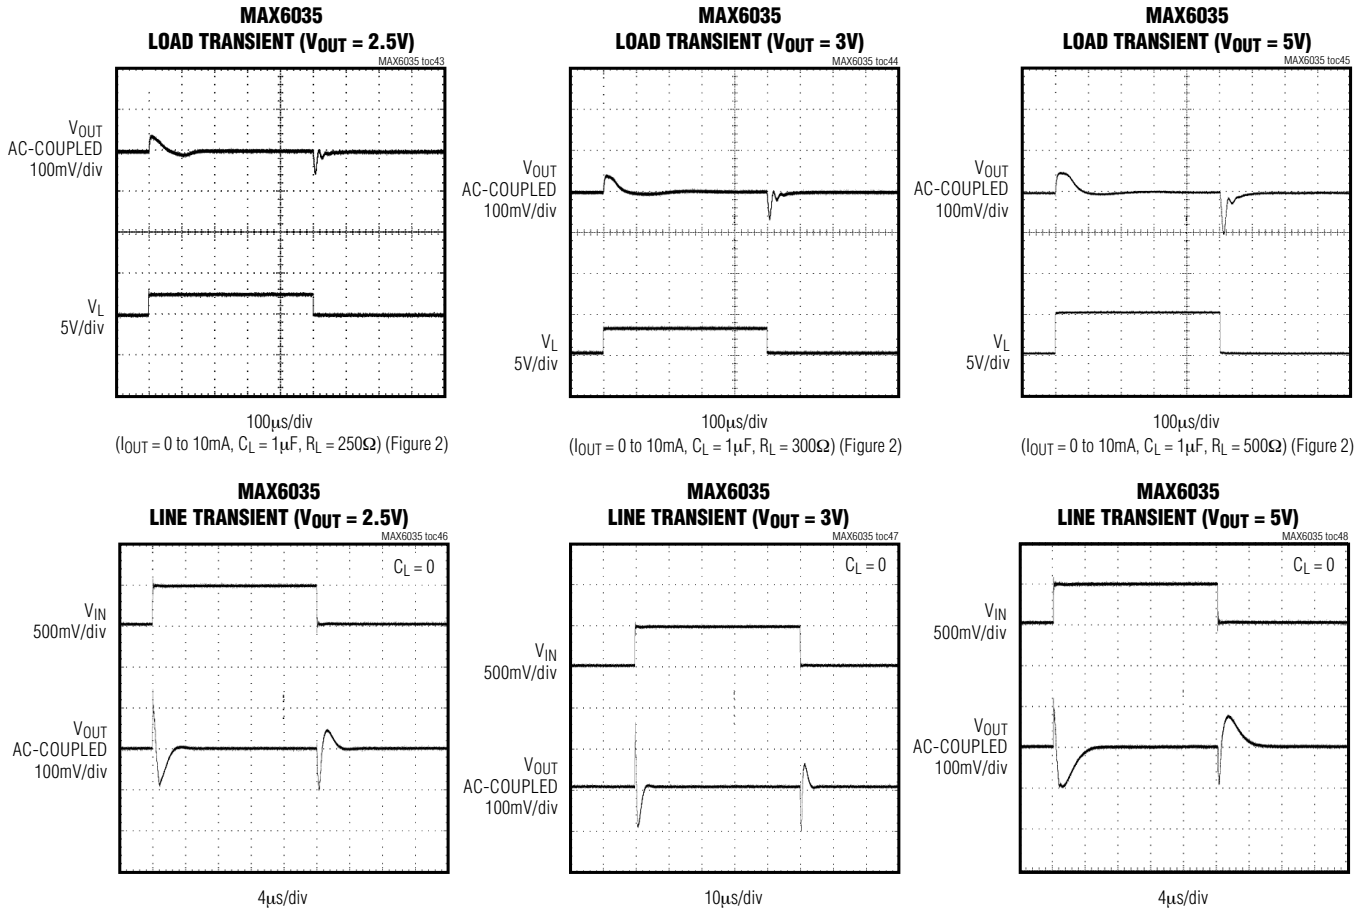 MAX6035
LOAD TRANSIENT (VOUT = 2.5V)
MAX6035 toc43
VOUT
AC-COUPLED
100mV/div
VL
5V/div
100μs/div
(IOUT = 0 to 10mA, CL = 1μF, RL = 250Ω) (Figure 2)
MAX6035
LOAD TRANSIENT (VOUT = 3V)
MAX6035 toc44
VOUT
AC-COUPLED
100mV/div
VL
5V/div
100μs/div
(IOUT = 0 to 10mA, CL = 1μF, RL = 300Ω) (Figure 2)
MAX6035
LOAD TRANSIENT (VOUT = 5V)
MAX6035 toc45
VOUT
AC-COUPLED
100mV/div
VL
5V/div
100μs/div
(IOUT = 0 to 10mA, CL = 1μF, RL = 500Ω) (Figure 2)
MAX6035
LINE TRANSIENT (VOUT = 2.5V)
MAX6035 toc46
CL = 0
VIN
500mV/div
VOUT
AC-COUPLED
100mV/div
4μs/div
MAX6035
LINE TRANSIENT (VOUT = 3V)
MAX6035 toc47
CL = 0
VIN
500mV/div
VOUT
AC-COUPLED
100mV/div
10μs/div
MAX6035
LINE TRANSIENT (VOUT = 5V)
MAX6035 toc48
CL = 0
VIN
500mV/div
VOUT
AC-COUPLED
100mV/div
4μs/div